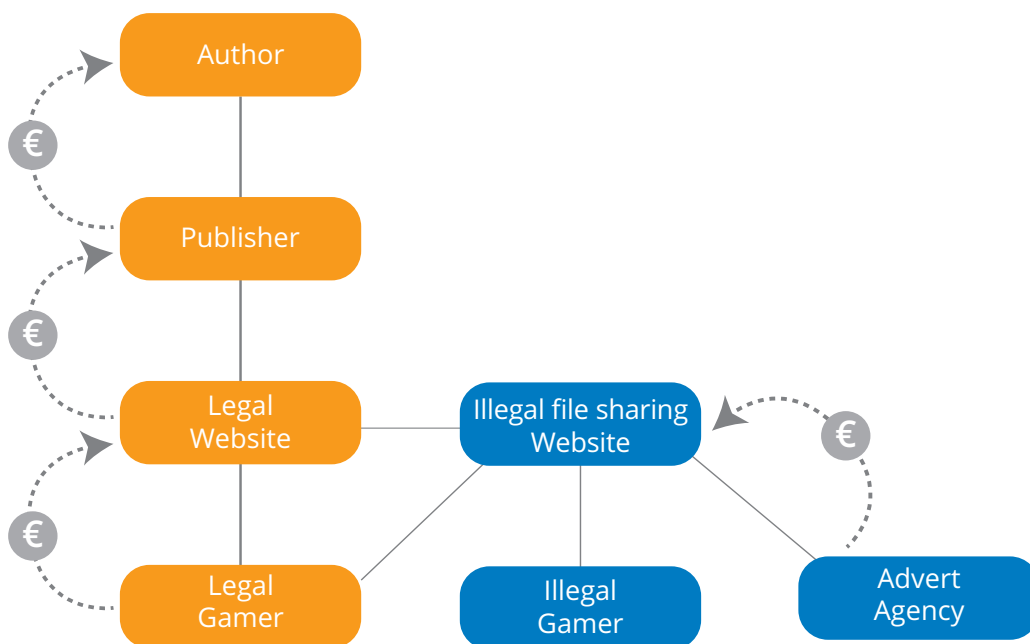 Author
€
Publisher
€
Legal
Website
Illegal file sharing
Website
€
€
Legal
Gamer
Illegal
Gamer
Advert
Agency